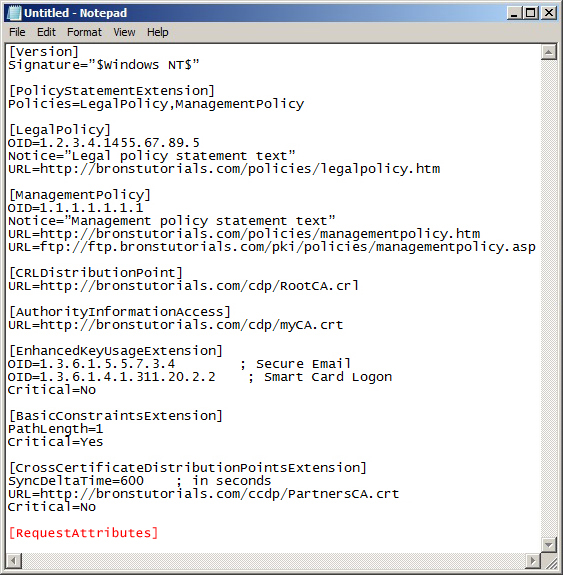 Untitled - Notepad
File Edit Format View Help
[Version]
Signature="$Windows NT$"
[PolicyStatementExtension]
Policies=LegalPolicy,ManagementPolicy
[LegalPolicy]
OID=1.2.3.4.1455.67.89.5
Notice="Legal policy statement text"
URL=http://bronstutorials.com/policies/legalpolicy.htm
[ManagementPolicy]
OID=1.1.1.1.1.1.1
Notice="Management policy statement text"
URL=http://bronstutorials.com/policies/managementpolicy.htm
URL=ftp://ftp.bronstutorials.com/pki/policies/managementpolicy.asp
[CRLDistributionPoint]
URL=http://bronstutorials.com/cdp/RootCA.crl
[AuthorityInformationAccess]
URL=http://bronstutorials.com/cdp/myCA.crt
[EnhancedKeyUsageExtension]
OID=1.3.6.1.5.5.7.3.4 ; Secure Email
OID=1.3.6.1.4.1.311.20.2.2 ; Smart Card Logon
Critical=No
[BasicConstraintsExtension]
PathLength=1
Critical=Yes
[CrossCertificateDistributionPointsExtension]
SyncDeltaTime=600 ; in seconds
URL=http://bronstutorials.com/ccdp/PartnersCA.crt
Critical=No
[RequestAttributes]